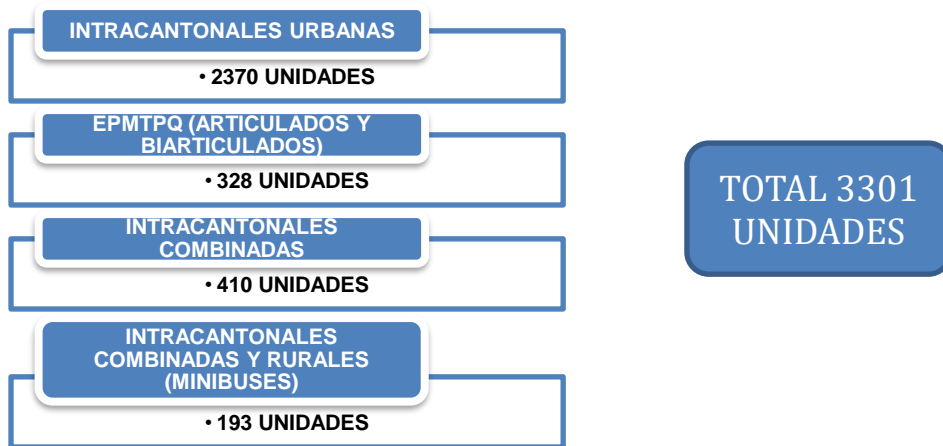 INTRACANTONALES URBANAS
• 2370 UNIDADES
EPMTPQ (ARTICULADOS Y
BIARTICULADOS)
• 328 UNIDADES
INTRACANTONALES
COMBINADAS
• 410 UNIDADES
INTRACANTONALES
COMBINADAS Y RURALES
(MINIBUSES)
• 193 UNIDADES
TOTAL 3301
UNIDADES